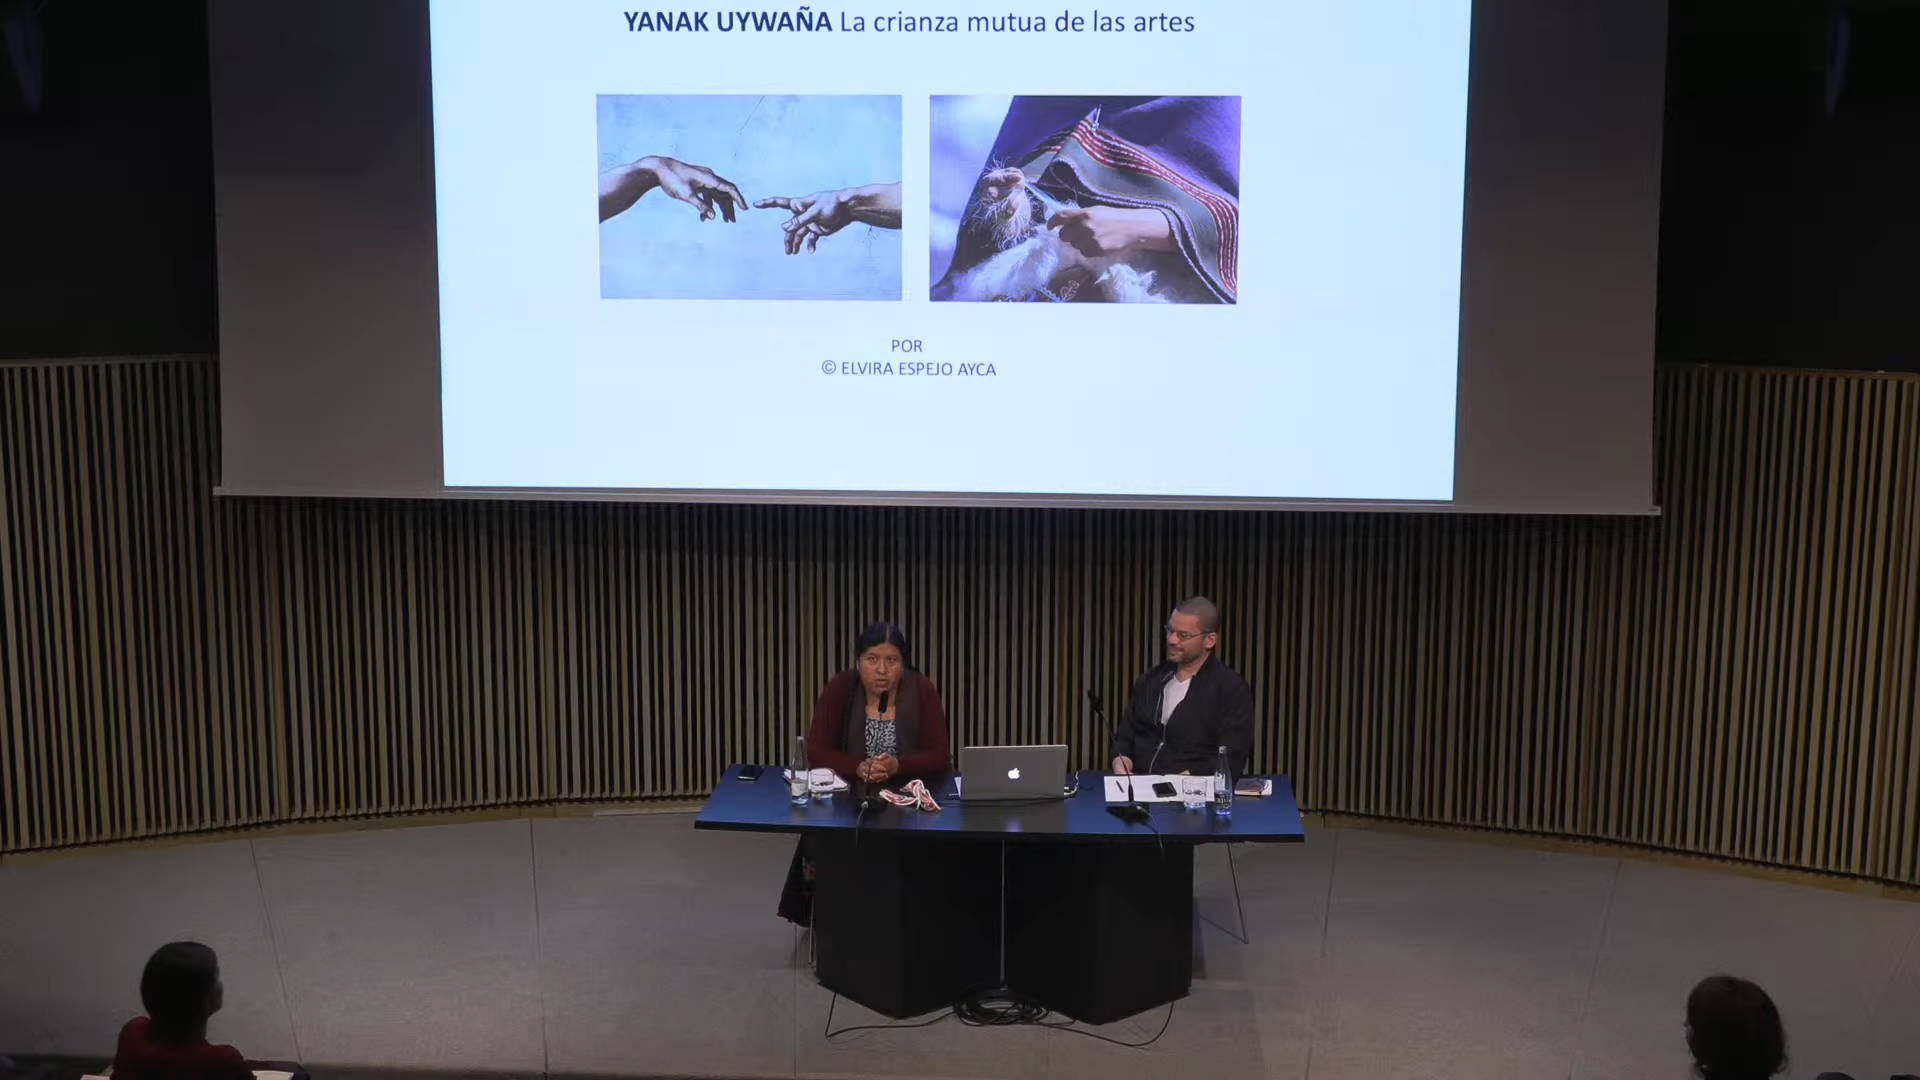 YANAK UYWAÑA La crianza mutua de las artes
POR
© ELVIRA ESPEJO AYCA